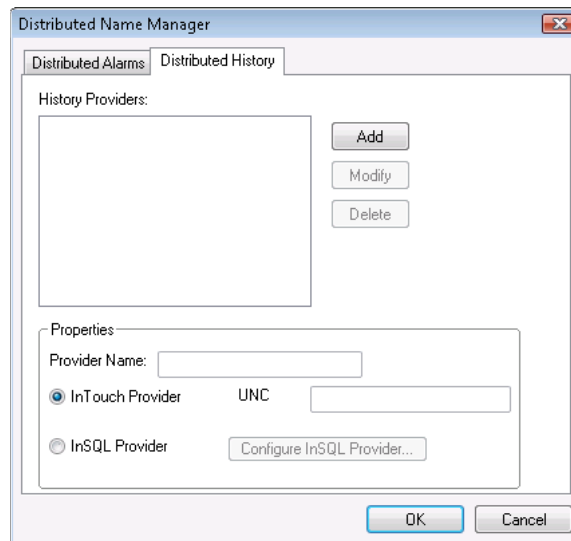 Distributed Name Manager
Distributed Alarms Distributed History
History Providers:
Add
Modify
Delete
Properties
Provider Name:
InTouch Provider UNC
InSQL Provider Configure InSQL Provider...
OK Cancel